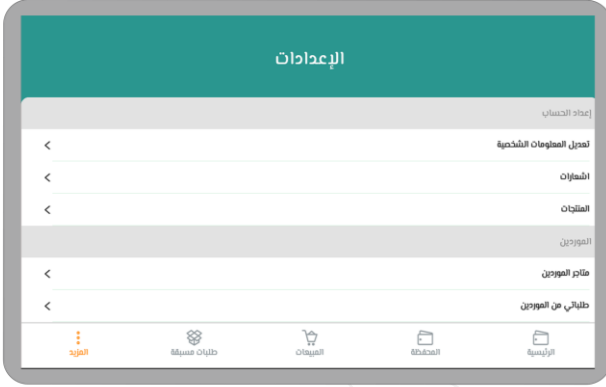 الإعدادات
إعداد الحساب
تعديل المعلومات الشخصية
اشعارات
المنتجات
الموردين
متاجر الموردين
طلباتي من الموردين
الرئيسية المحفظة المبيعات طلبات مسبقة المزيد